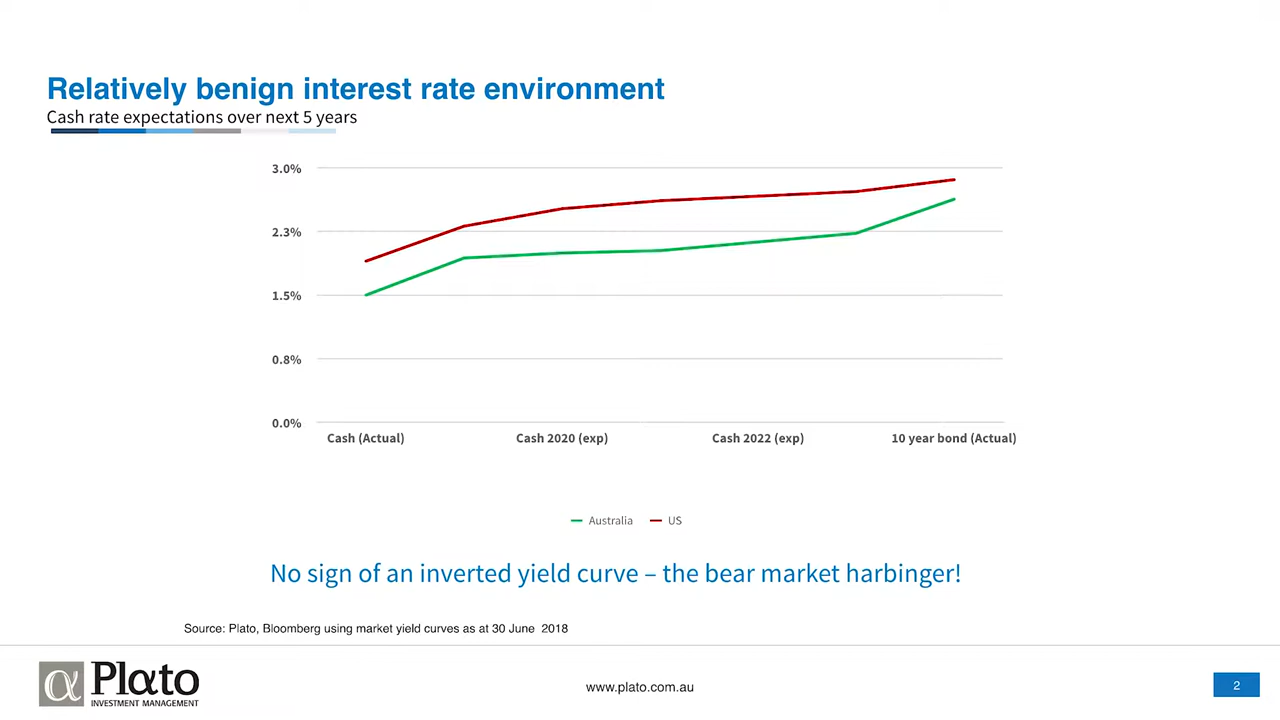 Relatively benign interest rate environment
Cash rate expectations over next 5 years
3.0%
2.3%
1.5%
0.8%
0.0%
Cash (Actual) Cash 2020 (exp) Cash 2022 (exp) 10 year bond (Actual)
Australia US
No sign of an inverted yield curve – the bear market harbinger!
Source: Plato, Bloomberg using market yield curves as at 30 June 2018
α Plαto
INVESTMENT MANAGEMENT
www.plato.com.au
2